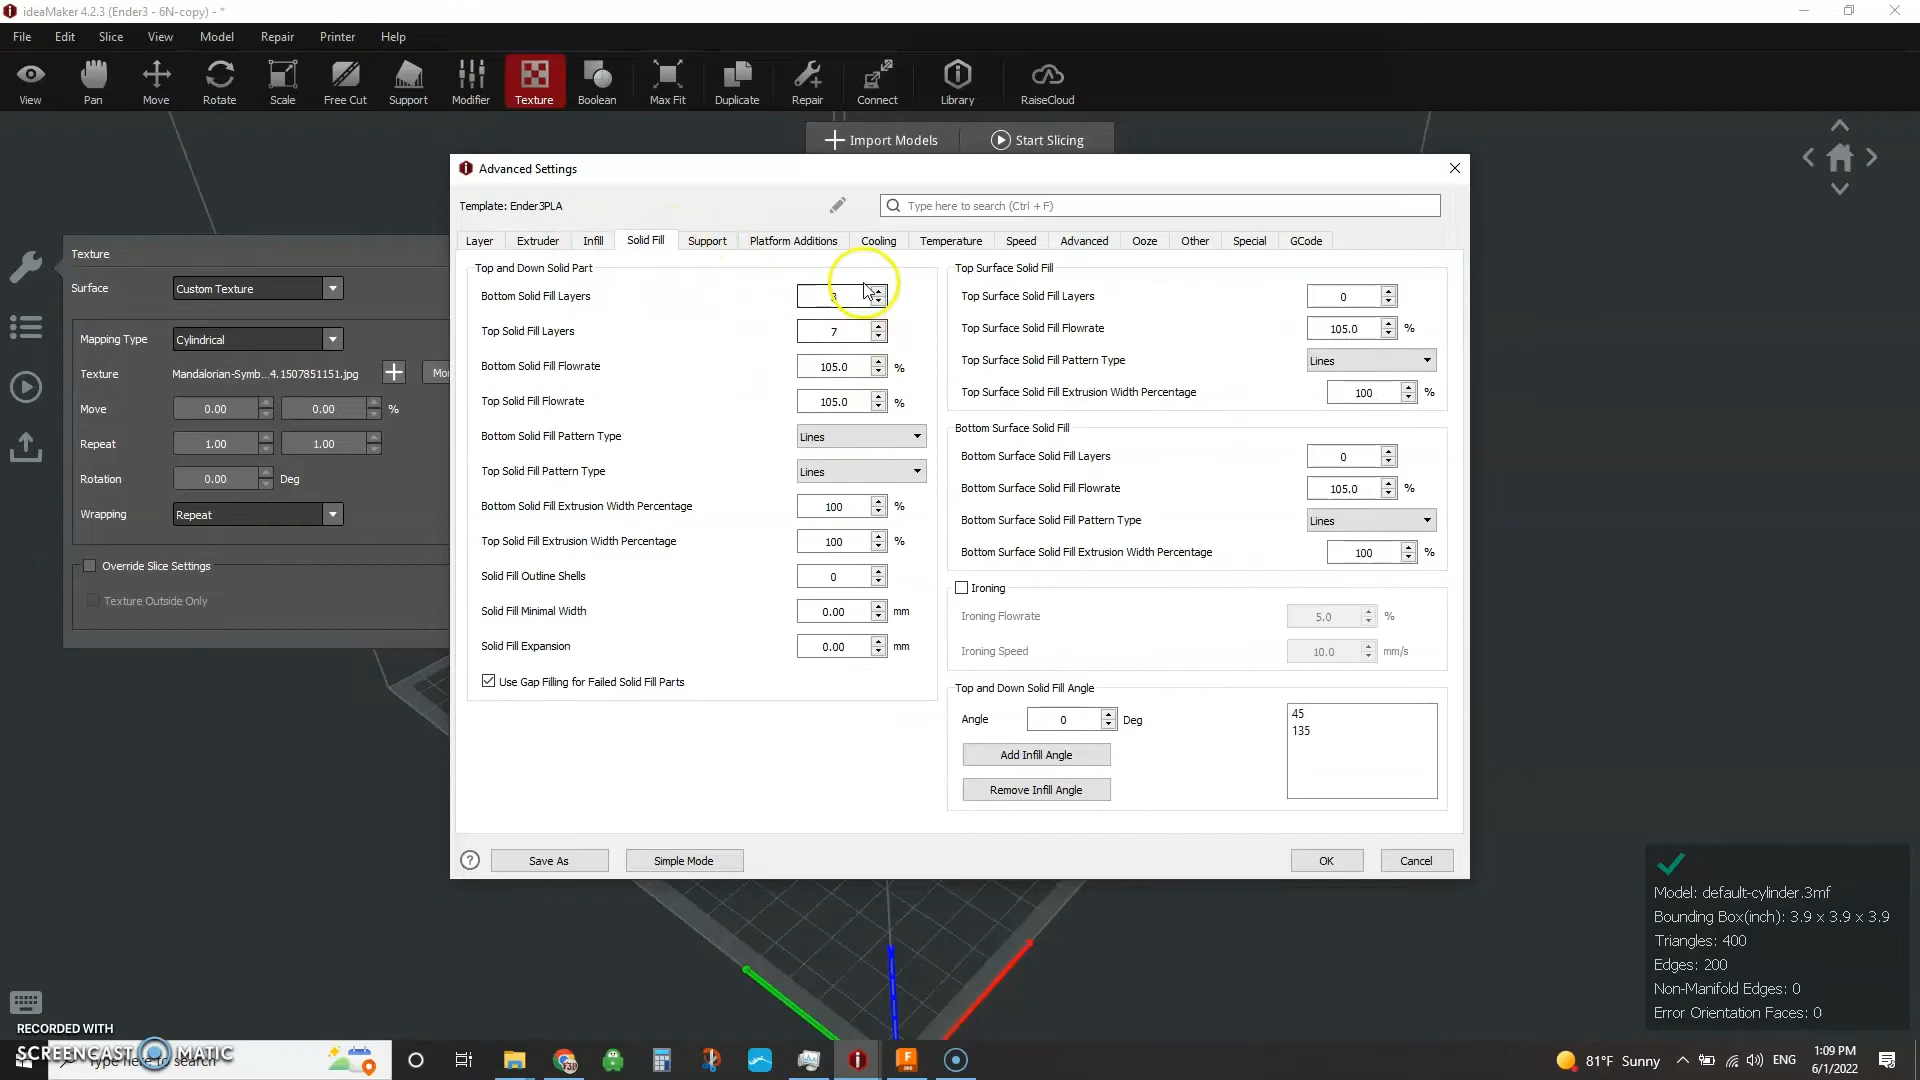 ideaMaker 4.2.3 (Ender3 - 6N-copy) - *
File Edit Slice View Model Repair Printer Help
View Pan Move Rotate Scale Free Cut Support Modifier Texture Boolean Max Fit Duplicate Repair Connect Library RaiseCloud
Import Models Start Slicing
Advanced Settings
Template: Ender3PLA
Type here to search (Ctrl + F)
Layer Extruder Infill Solid Fill Support Platform Additions Cooling Temperature Speed Advanced Ooze Other Special GCode
Texture
Surface Custom Texture
Mapping Type Cylindrical
Texture Mandalorian-Symb...4.1507851151.jpg
Move 0.00 0.00 %
Repeat 1.00 1.00
Rotation 0.00 Deg
Wrapping Repeat
Override Slice Settings
Texture Outside Only
Top and Down Solid Part
Bottom Solid Fill Layers 3
Top Solid Fill Layers 7
Bottom Solid Fill Flowrate 105.0 %
Top Solid Fill Flowrate 105.0 %
Bottom Solid Fill Pattern Type Lines
Top Solid Fill Pattern Type Lines
Bottom Solid Fill Extrusion Width Percentage 100 %
Top Solid Fill Extrusion Width Percentage 100 %
Solid Fill Outline Shells 0
Solid Fill Minimal Width 0.00 mm
Solid Fill Expansion 0.00 mm
Use Gap Filling for Failed Solid Fill Parts
Top Surface Solid Fill
Top Surface Solid Fill Layers 0
Top Surface Solid Fill Flowrate 105.0 %
Top Surface Solid Fill Pattern Type Lines
Top Surface Solid Fill Extrusion Width Percentage 100 %
Bottom Surface Solid Fill
Bottom Surface Solid Fill Layers 0
Bottom Surface Solid Fill Flowrate 105.0 %
Bottom Surface Solid Fill Pattern Type Lines
Bottom Surface Solid Fill Extrusion Width Percentage 100 %
Ironing
Ironing Flowrate 5.0 %
Ironing Speed 10.0 mm/s
Top and Down Solid Fill Angle
Angle 0 Deg
Add Infill Angle
Remove Infill Angle
45
135
Save As Simple Mode OK Cancel
Model: default-cylinder.3mf
Bounding Box(inch): 3.9 x 3.9 x 3.9
Triangles: 400
Edges: 200
Non-Manifold Edges: 0
Error Orientation Faces: 0
RECORDED WITH
SCREENCAST MATIC
Type here to search
81°F Sunny ENG
1:09 PM
6/1/2022